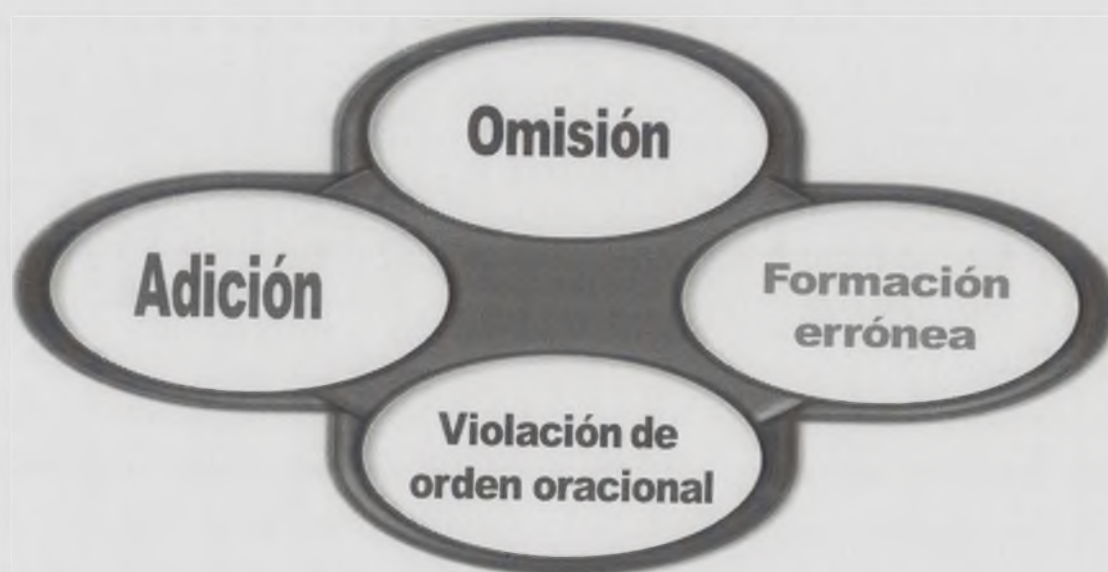 Omisión
Adición
Formación
errónea
Violación de
orden oracional